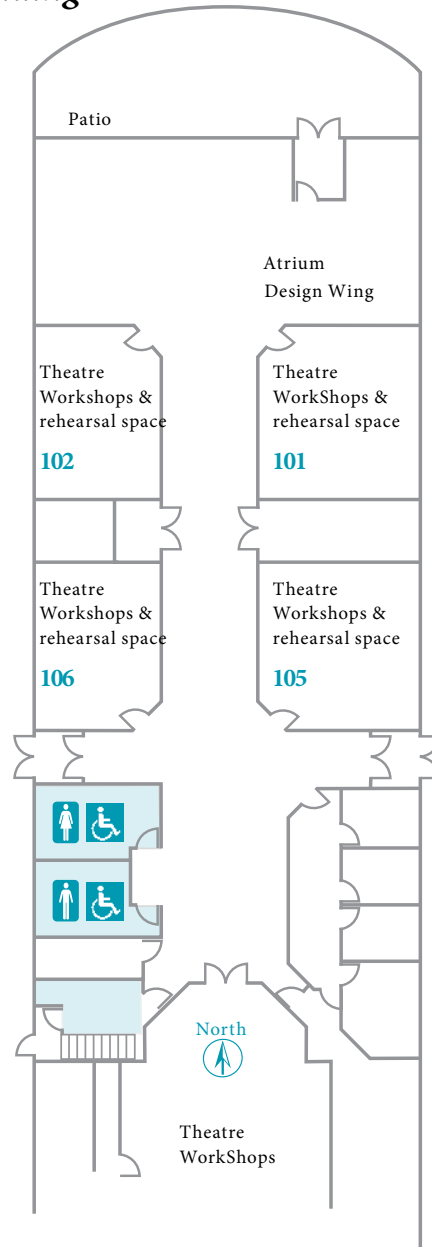 Patio
Atrium
Design Wing
Theatre
Workshops &
rehearsal space
102
Theatre
WorkShops &
rehearsal space
101
Theatre
Workshops &
rehearsal space
106
Theatre
Workshops &
rehearsal space
105
North
Theatre
WorkShops